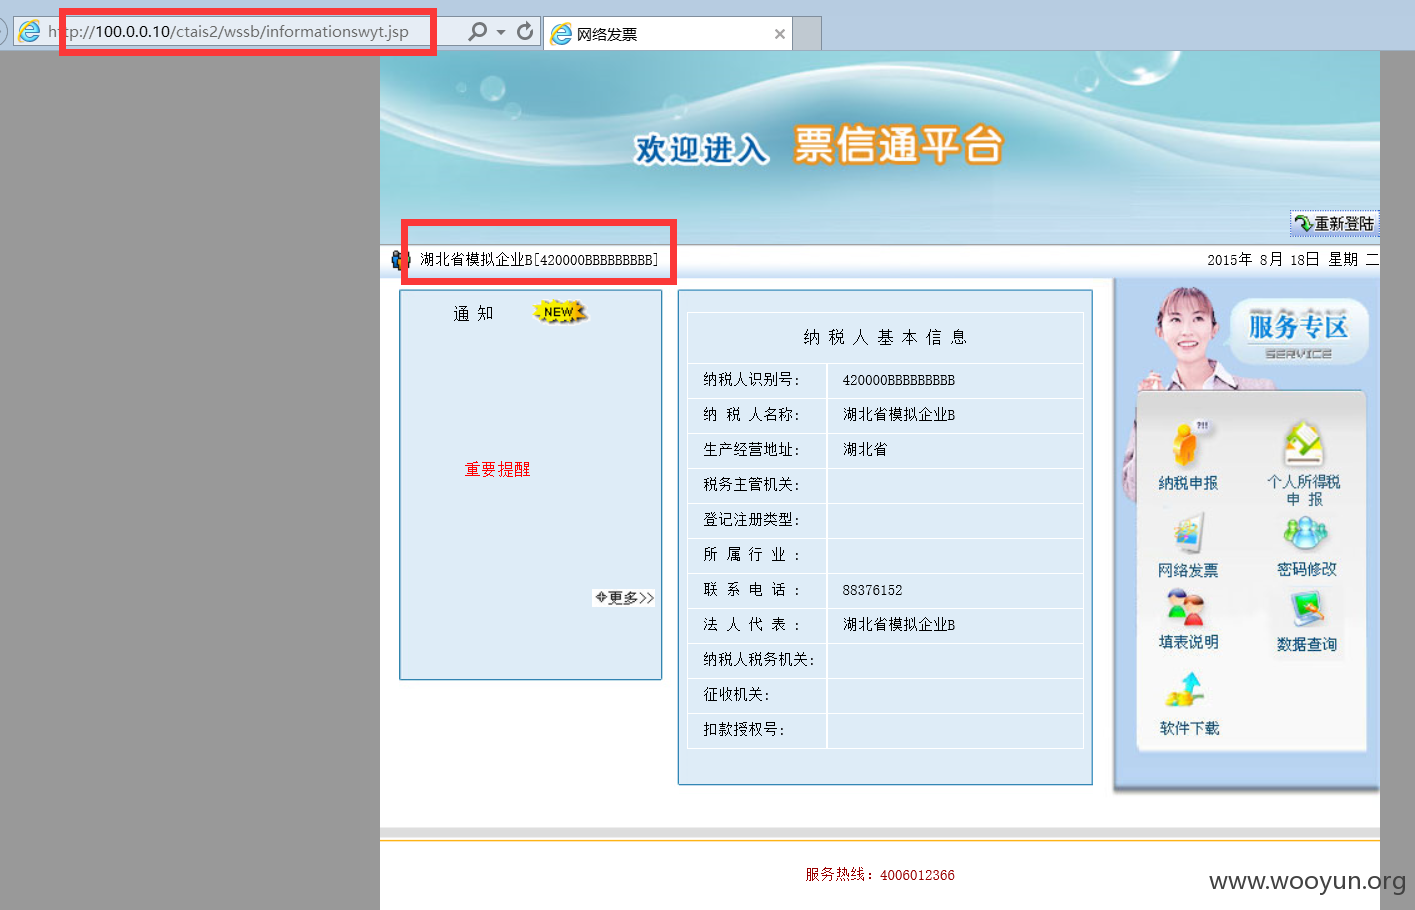 http://100.0.0.10/ctais2/wssb/informationswyt.jsp
网络发票
欢迎进入 票信通平台
重新登陆
湖北省模拟企业B[420000BBBBBBBBB]
2015年 8月 18日 星期 二
通 知
NEW
重要提醒
更多>>
纳 税 人 基 本 信 息
纳税人识别号: 420000BBBBBBBBB
纳 税 人名称: 湖北省模拟企业B
生产经营地址: 湖北省
税务主管机关:
登记注册类型:
所 属 行 业 :
联 系 电 话 : 88376152
法 人 代 表 : 湖北省模拟企业B
纳税人税务机关:
征收机关:
扣款授权号:
服务专区
SERVICE
?!!
纳税申报
个人所得税
申 报
网络发票
密码修改
填表说明
数据查询
软件下载
服务热线: 4006012366
www.wooyun.org